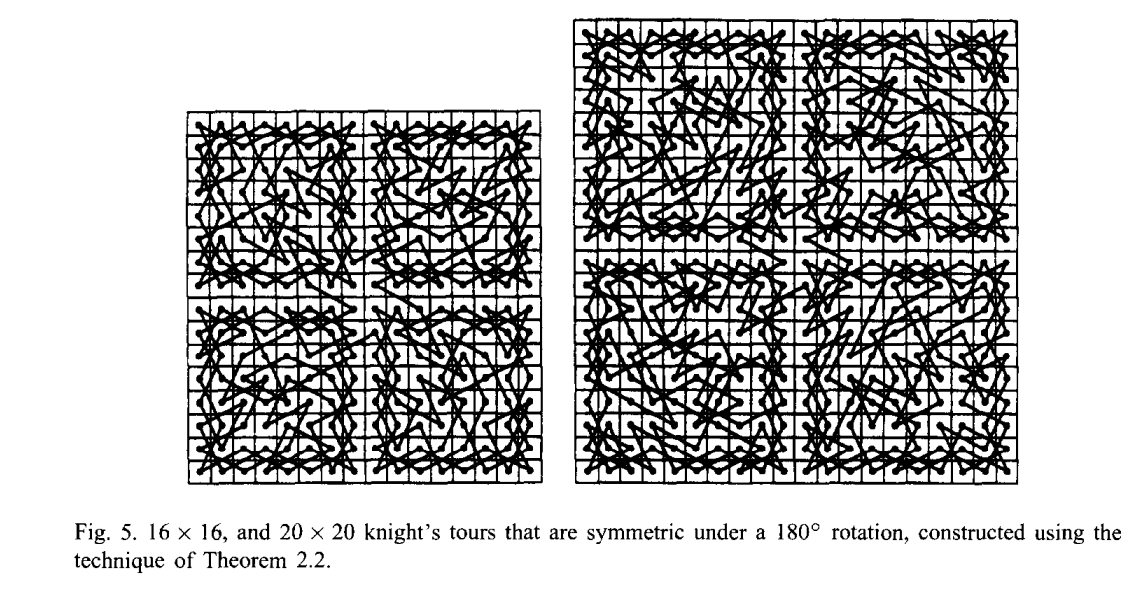 Fig. 5. 16 × 16, and 20 × 20 knight's tours that are symmetric under a 180° rotation, constructed using the
technique of Theorem 2.2.